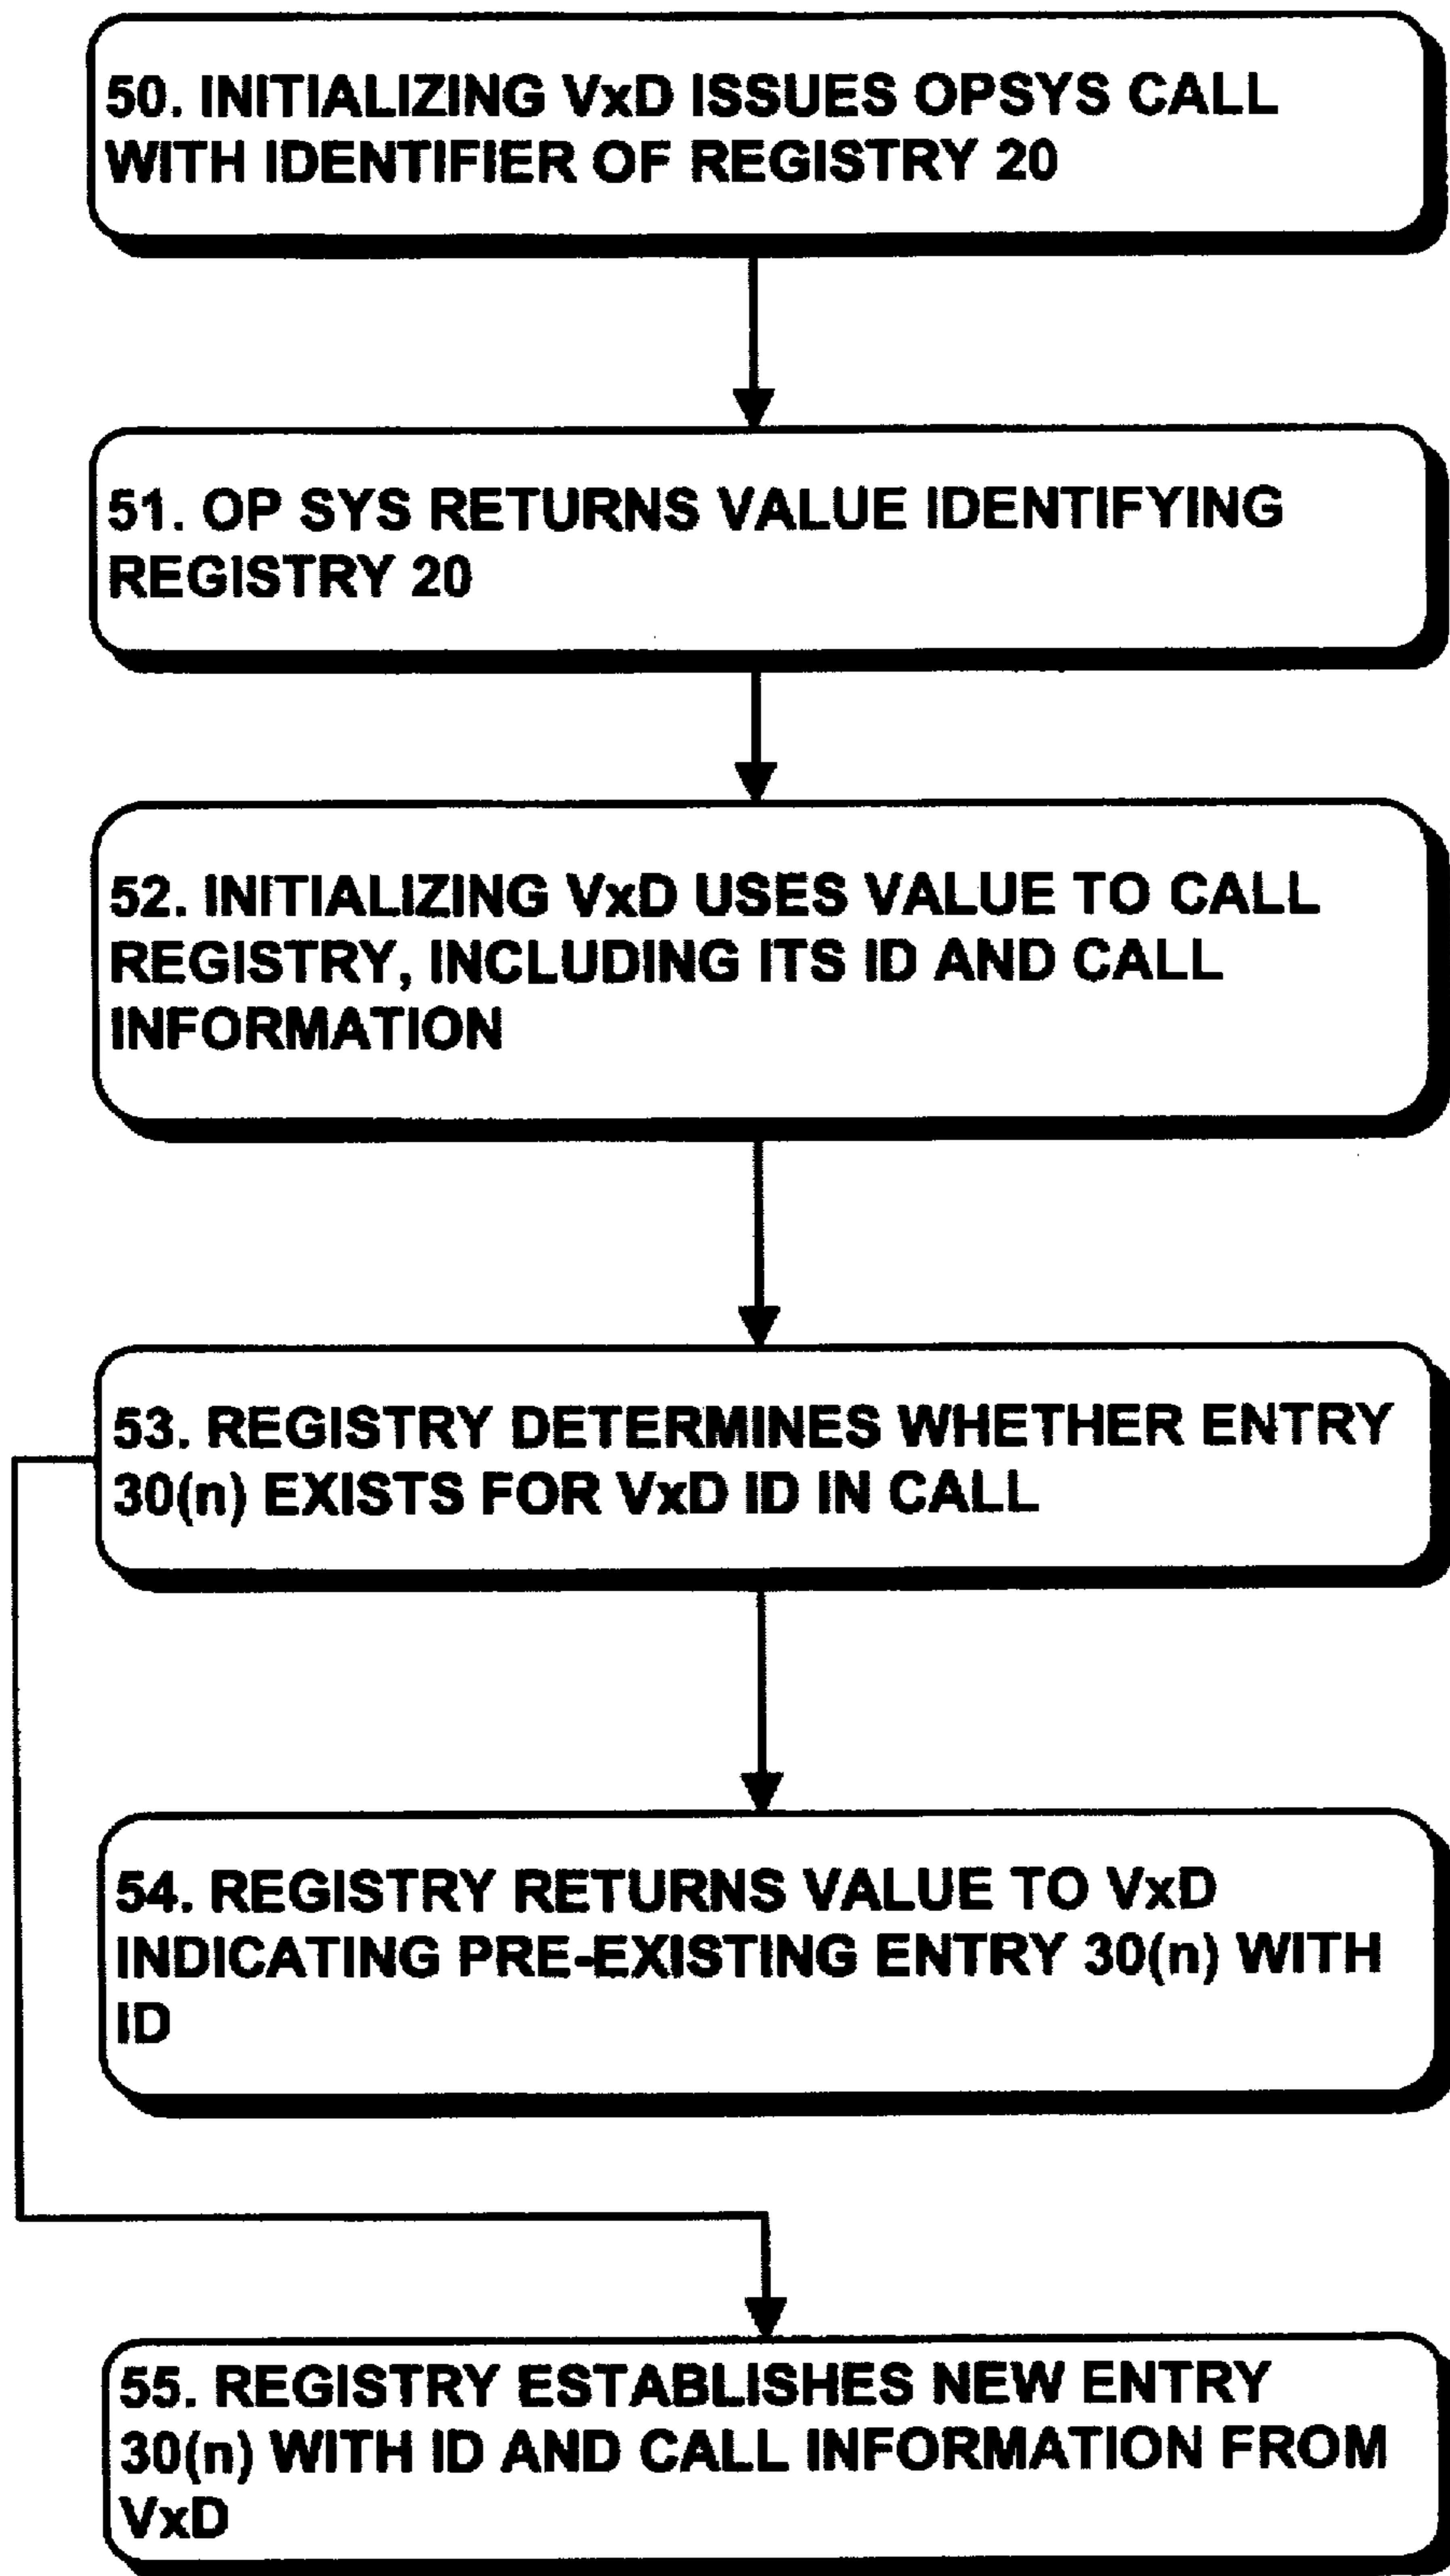 50. INITIALIZING VxD ISSUES OPSYS CALL
WITH IDENTIFIER OF REGISTRY 20
51. OP SYS RETURNS VALUE IDENTIFYING
REGISTRY 20
52. INITIALIZING VxD USES VALUE TO CALL
REGISTRY, INCLUDING ITS ID AND CALL
INFORMATION
53. REGISTRY DETERMINES WHETHER ENTRY
30(n) EXISTS FOR VxD ID IN CALL
54. REGISTRY RETURNS VALUE TO VxD
INDICATING PRE-EXISTING ENTRY 30(n) WITH
ID
55. REGISTRY ESTABLISHES NEW ENTRY
30(n) WITH ID AND CALL INFORMATION FROM
VxD